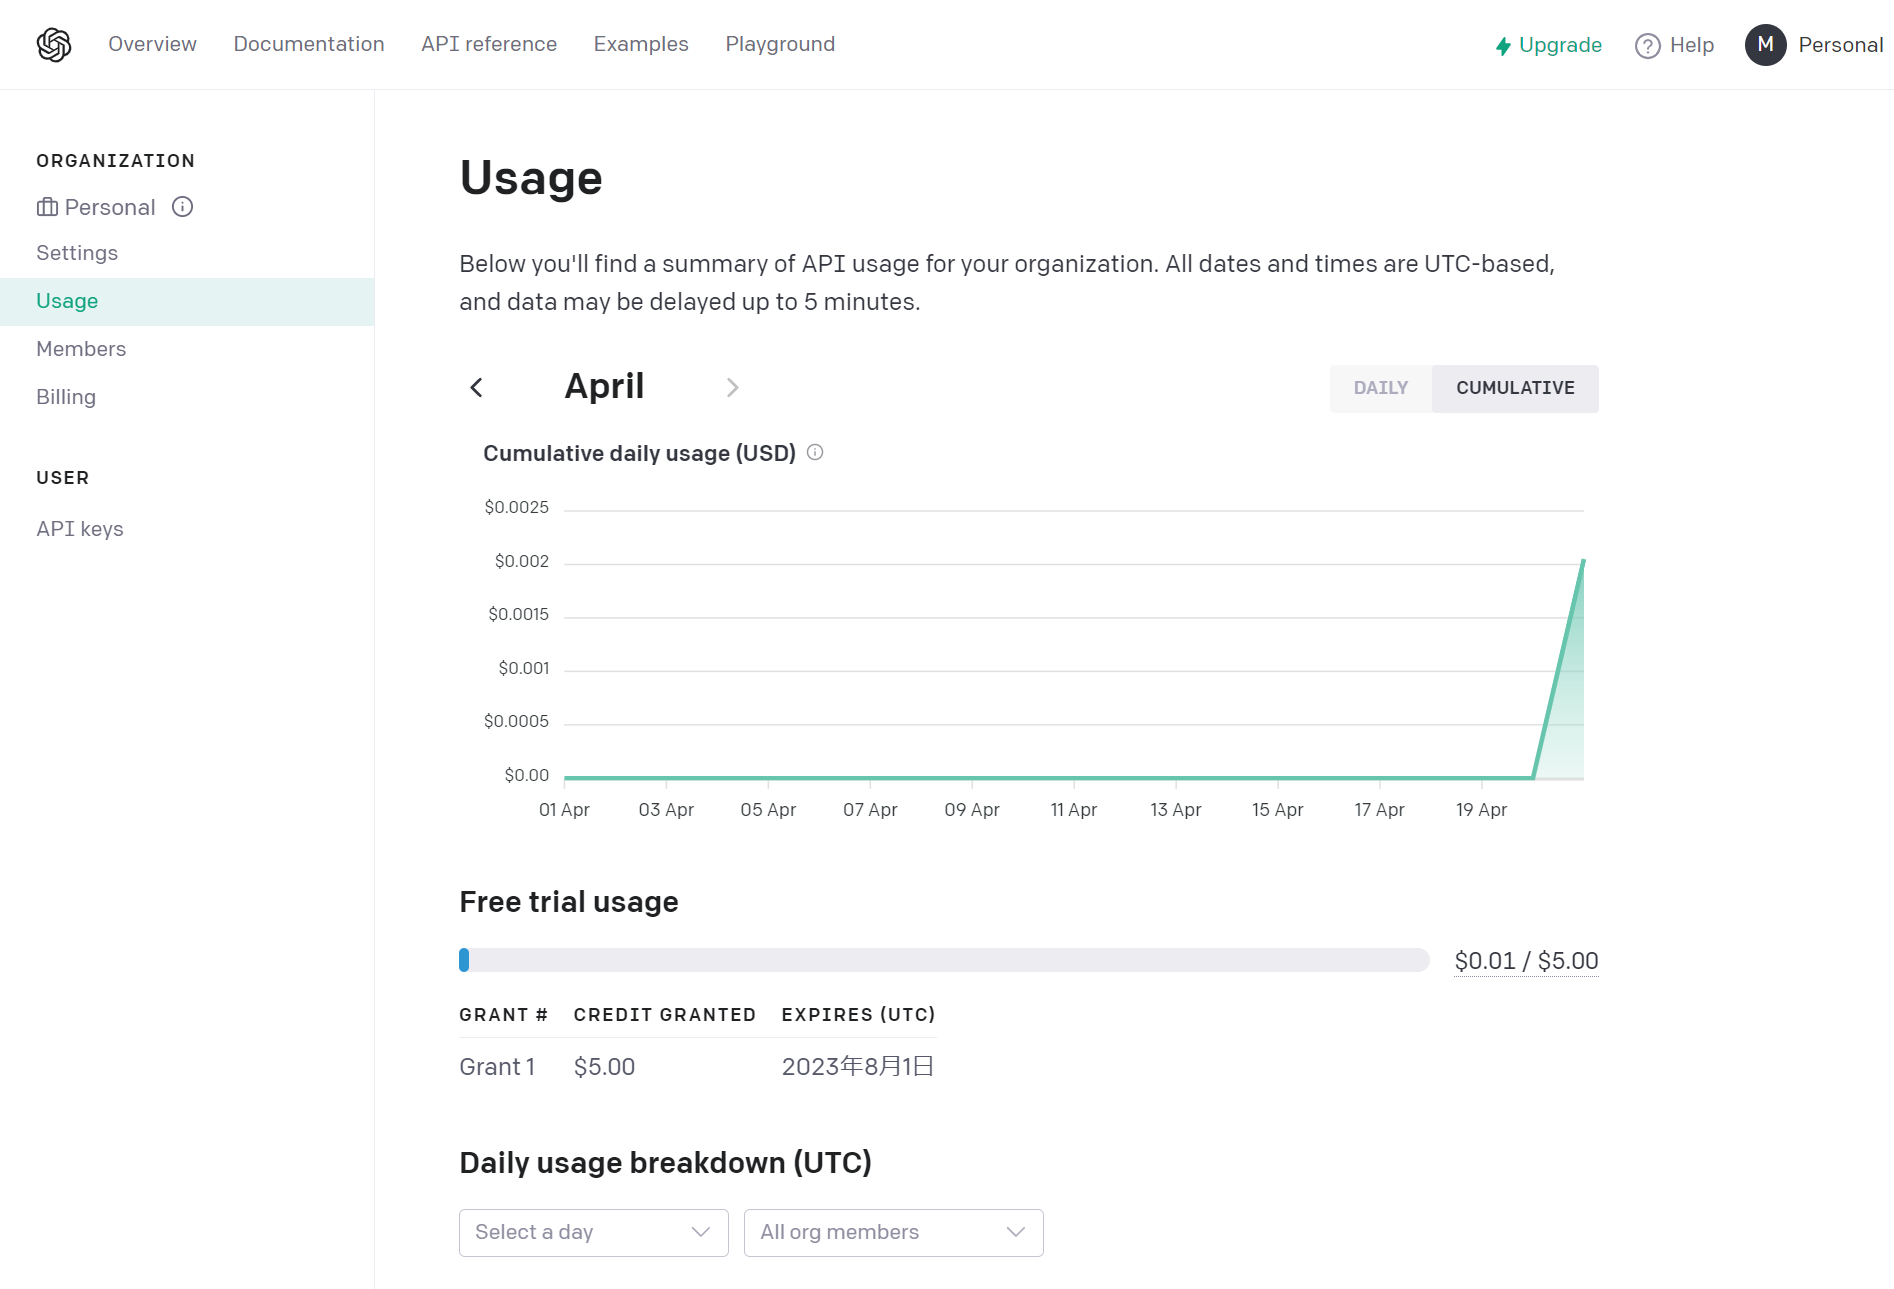 Overview Documentation API reference Examples Playground Upgrade Help M Personal
ORGANIZATION
Personal
Settings
Usage
Members
Billing
USER
API keys
Usage
Below you'll find a summary of API usage for your organization. All dates and times are UTC-based,
and data may be delayed up to 5 minutes.
April
DAILY CUMULATIVE
Cumulative daily usage (USD)
$0.0025
$0.002
$0.0015
$0.001
$0.0005
$0.00
01 Apr 03 Apr 05 Apr 07 Apr 09 Apr 11 Apr 13 Apr 15 Apr 17 Apr 19 Apr
Free trial usage
$0.01 / $5.00
GRANT # CREDIT GRANTED EXPIRES (UTC)
Grant 1 $5.00 2023年8月1日
Daily usage breakdown (UTC)
Select a day All org members